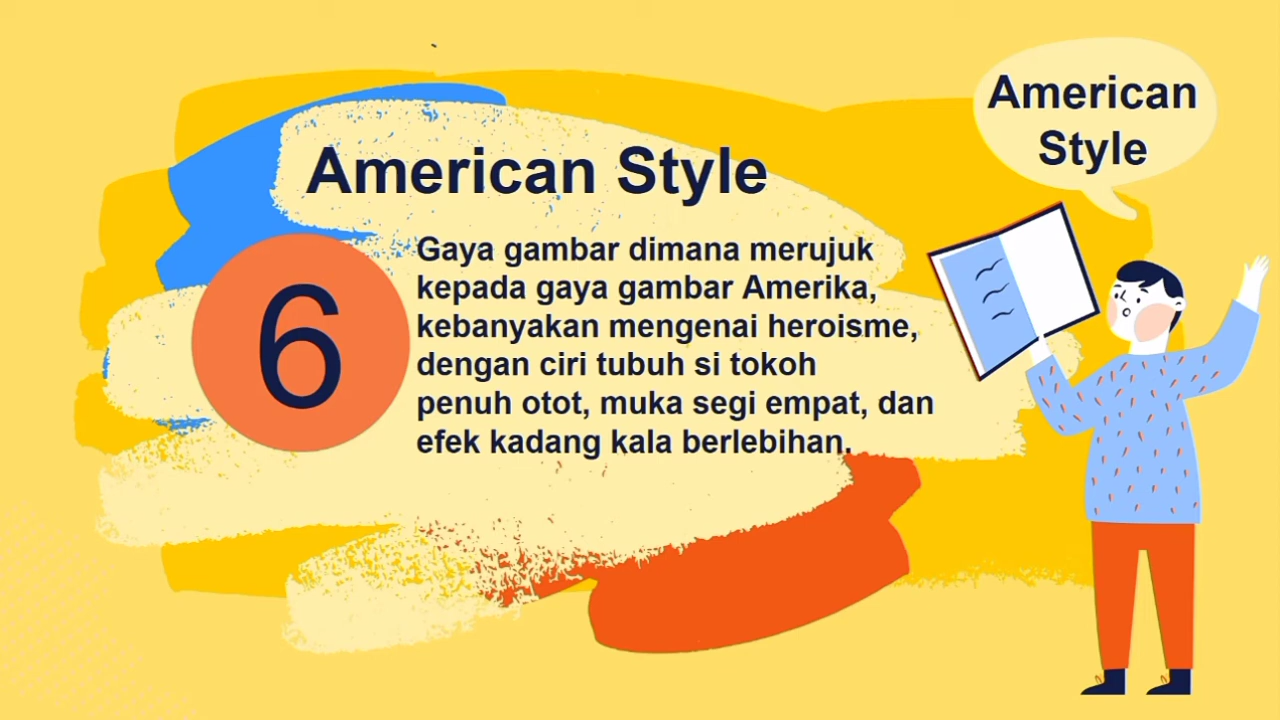 American
Style
American Style
6
Gaya gambar dimana merujuk
kepada gaya gambar Amerika,
kebanyakan mengenai heroisme,
dengan ciri tubuh si tokoh
penuh otot, muka segi empat, dan
efek kadang kala berlebihan.